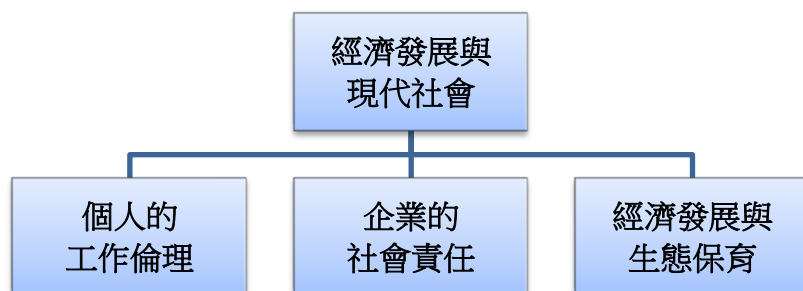 經濟發展與
現代社會
個人的
工作倫理
企業的
社會責任
經濟發展與
生態保育